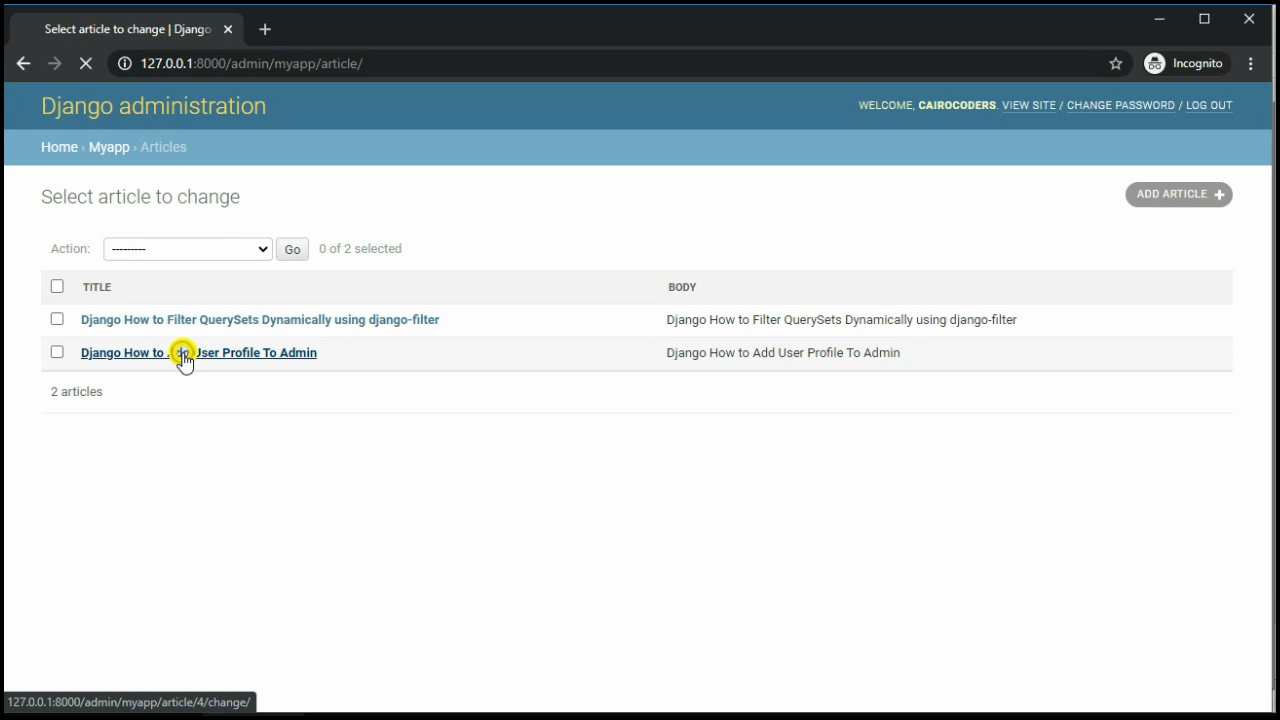 Select article to change | Django
127.0.0.1:8000/admin/myapp/article/
Incognito
Django administration
WELCOME, CAIROCODERS. VIEW SITE / CHANGE PASSWORD / LOG OUT
Home › Myapp › Articles
Select article to change
ADD ARTICLE +
Action: --------- Go 0 of 2 selected
TITLE BODY
Django How to Filter QuerySets Dynamically using django-filter Django How to Filter QuerySets Dynamically using django-filter
Django How to Add User Profile To Admin Django How to Add User Profile To Admin
2 articles
127.0.0.1:8000/admin/myapp/article/4/change/